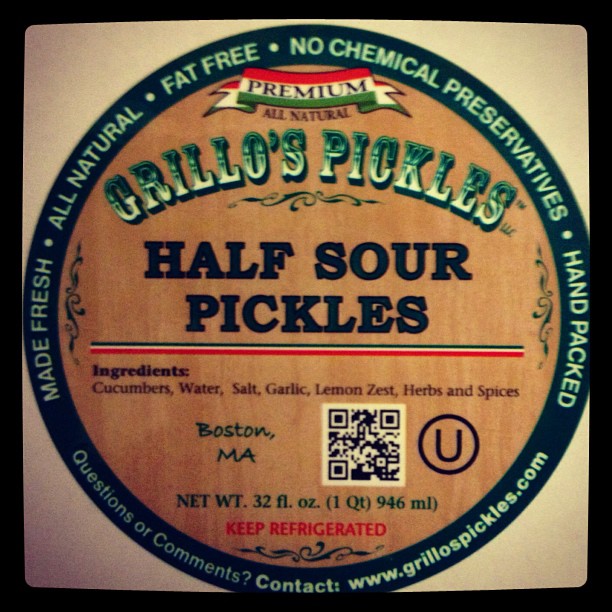 MADE FRESH • ALL NATURAL • FAT FREE • NO CHEMICAL PRESERVATIVES • HAND PACKED
PREMIUM
ALL NATURAL
GRILLO'S PICKLES™ LLC
HALF SOUR
PICKLES
Ingredients:
Cucumbers, Water, Salt, Garlic, Lemon Zest, Herbs and Spices
Boston,
MA
U
NET WT. 32 fl. oz. (1 Qt) 946 ml)
KEEP REFRIGERATED
Questions or Comments? Contact: www.grillospickles.com